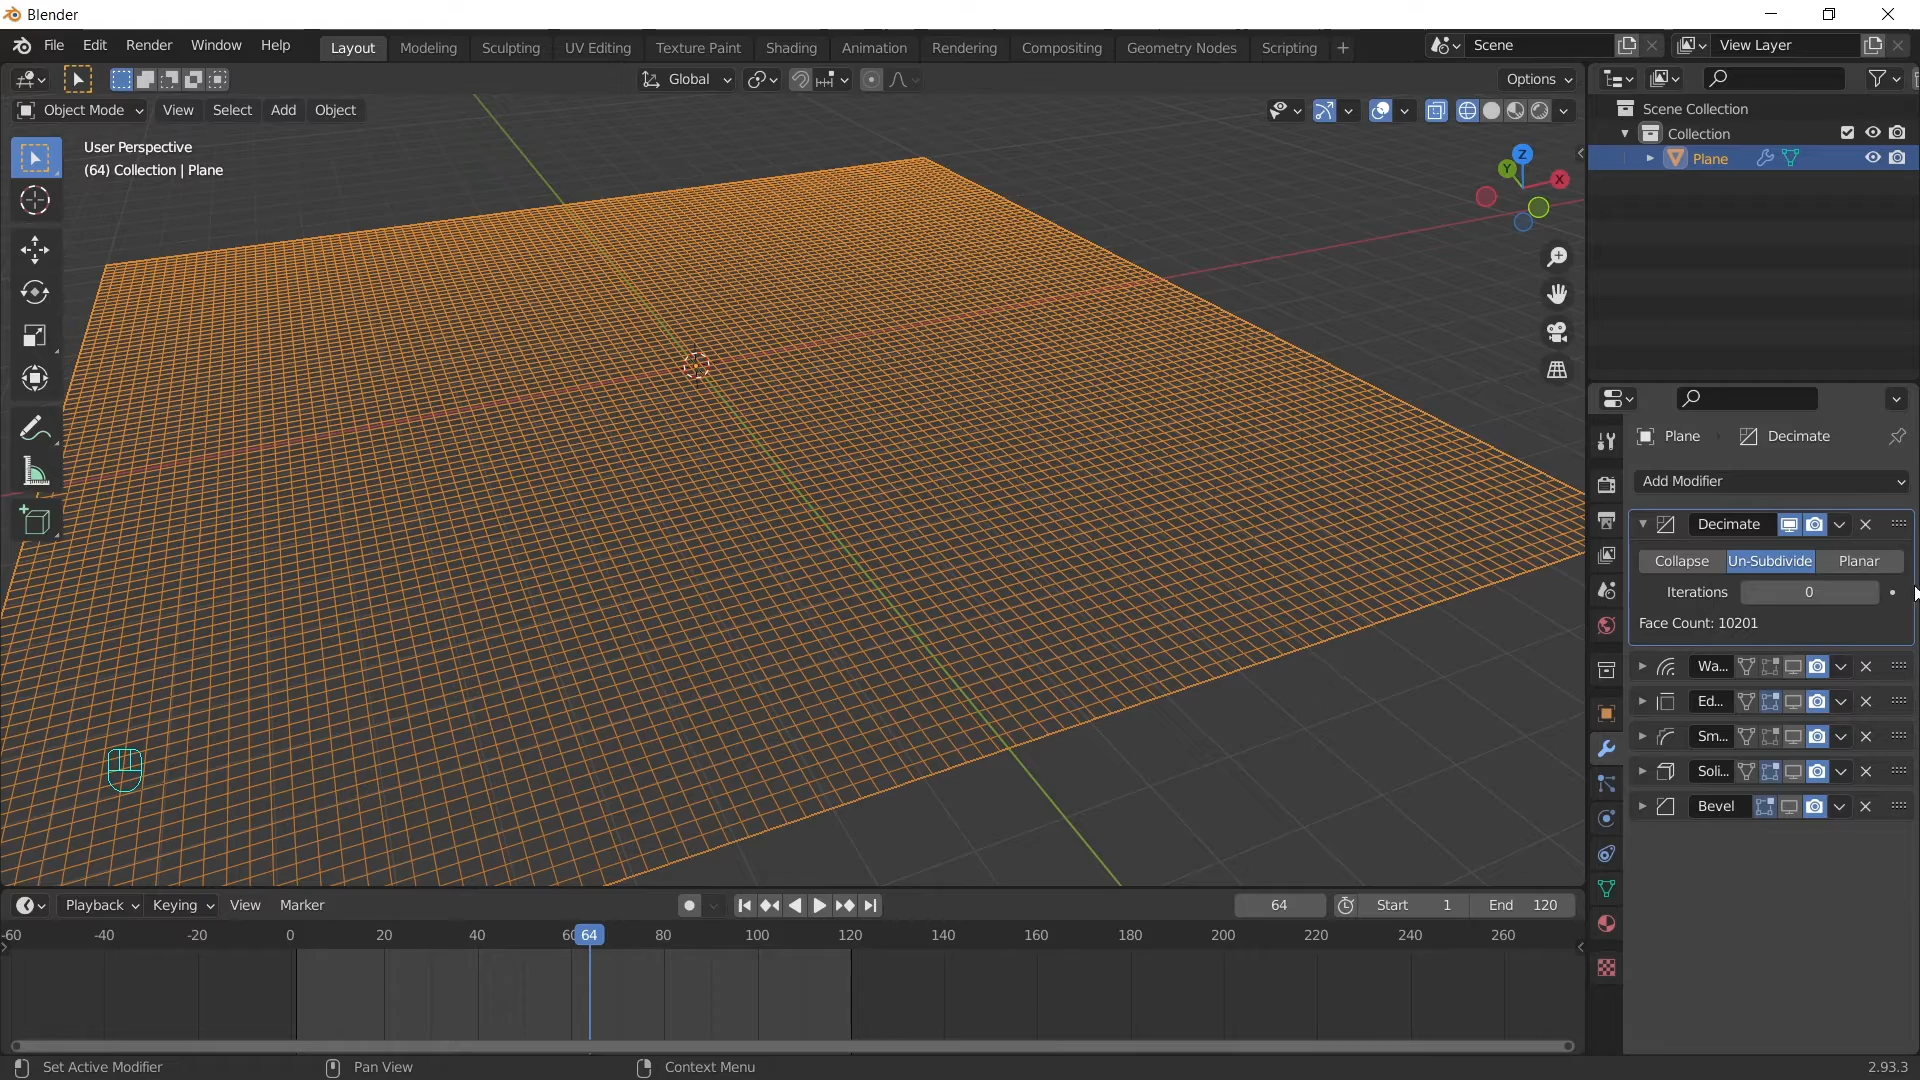 Blender
File Edit Render Window Help Layout Modeling Sculpting UV Editing Texture Paint Shading Animation Rendering Compositing Geometry Nodes Scripting + Scene View Layer
Global Options
Object Mode View Select Add Object
Scene Collection
User Perspective
(64) Collection | Plane
Collection
Plane
Z
Y
X
Plane Decimate
Add Modifier
Decimate
Collapse Un-Subdivide Planar
Iterations 0
Face Count: 10201
Wa...
Ed...
Sm...
Soli...
Bevel
Playback Keying View Marker 64 Start 1 End 120
-60 -40 -20 0 20 40 60 64 80 100 120 140 160 180 200 220 240 260
Set Active Modifier Pan View Context Menu 2.93.3